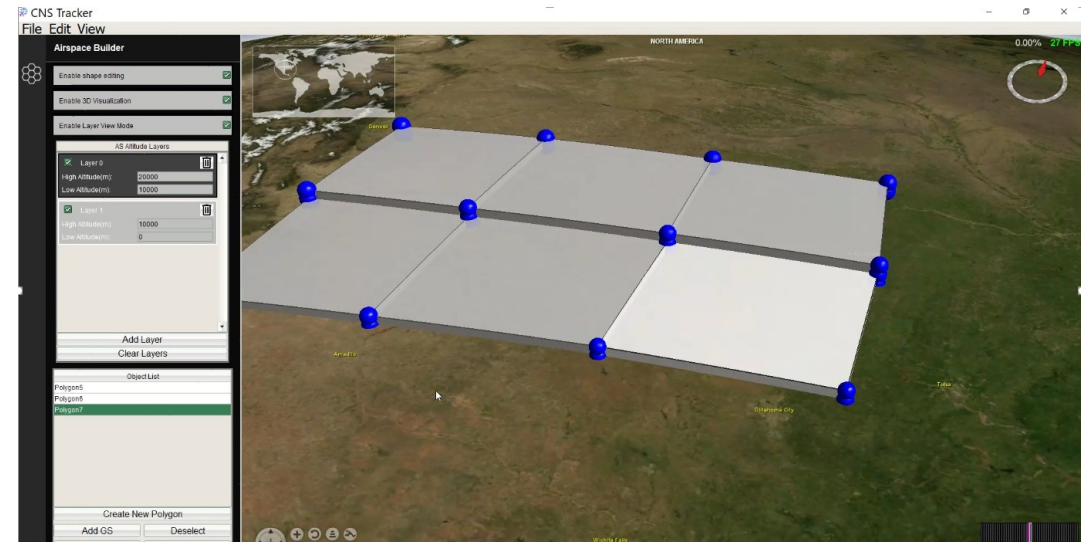 CNS Tracker
File Edit View
Airspace Builder
Enable shape editing
Enable 3D Visualization
Enable Layer View Mode
AS Altitude Layers
Layer 0
High Altitude(m): 20000
Low Altitude(m): 10000
Layer 1
High Altitude(m): 10000
Low Altitude(m): 0
Add Layer
Clear Layers
Object List
Polygon5
Polygon6
Polygon7
Create New Polygon
Add GS Deselect
NORTH AMERICA
0.00% 27 FPS
Denver
Amarillo
Tulsa
Oklahoma City
Wichita Falls